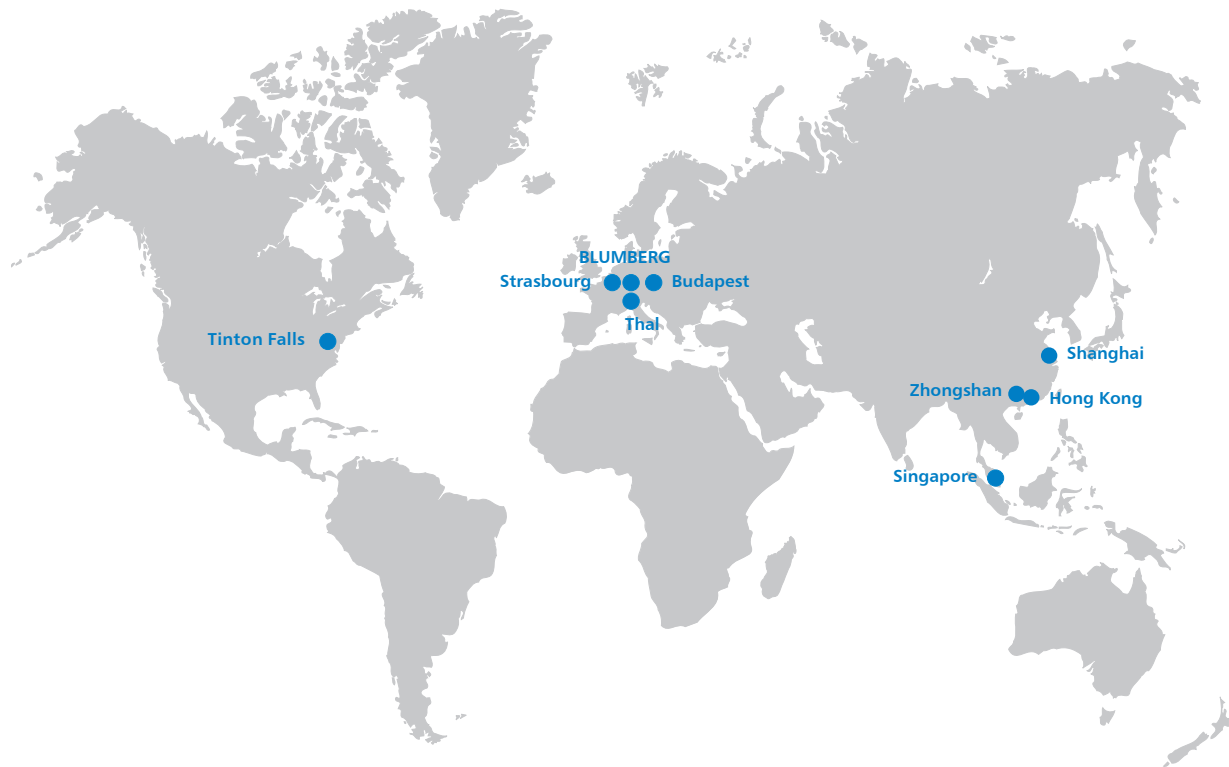 BLUMBERG
Strasbourg
Budapest
Thal
Tinton Falls
Shanghai
Zhongshan
Hong Kong
Singapore